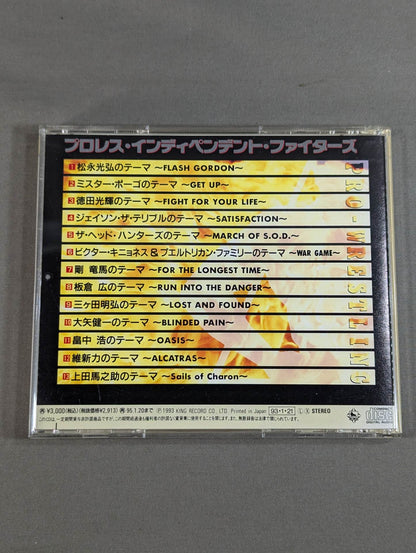 プロレス・インディペンデント・ファイターズ
1 松永光弘のテーマ 〜FLASH GORDON〜
2 ミスター・ポーゴのテーマ 〜GET UP〜
3 徳田光輝のテーマ 〜FIGHT FOR YOUR LIFE〜
4 ジェイソン・ザ・テリブルのテーマ 〜SATISFACTION〜
5 ザ・ヘッド・ハンターズのテーマ 〜MARCH OF S.O.D.〜
6 ビクター・キニョネス&プエルトリカン・ファミリーのテーマ 〜WAR GAME〜
7 剛 竜馬のテーマ 〜FOR THE LONGEST TIME〜
8 板倉 広のテーマ 〜RUN INTO THE DANGER〜
9 三ヶ田明弘のテーマ 〜LOST AND FOUND〜
10 大矢健一のテーマ 〜BLINDED PAIN〜
11 畠中 浩のテーマ 〜OASIS〜
12 維新力のテーマ 〜ALCATRAS〜
13 上田馬之助のテーマ 〜Sails of Charon〜
PRO-WRESTLING
¥3,000(税込)(税抜価格¥2,913) 95.1.20まで Ⓟ1993 KING RECORD CO., LTD. Printed in Japan 93・1・21 L X STEREO
COMPACT disc DIGITAL AUDIO